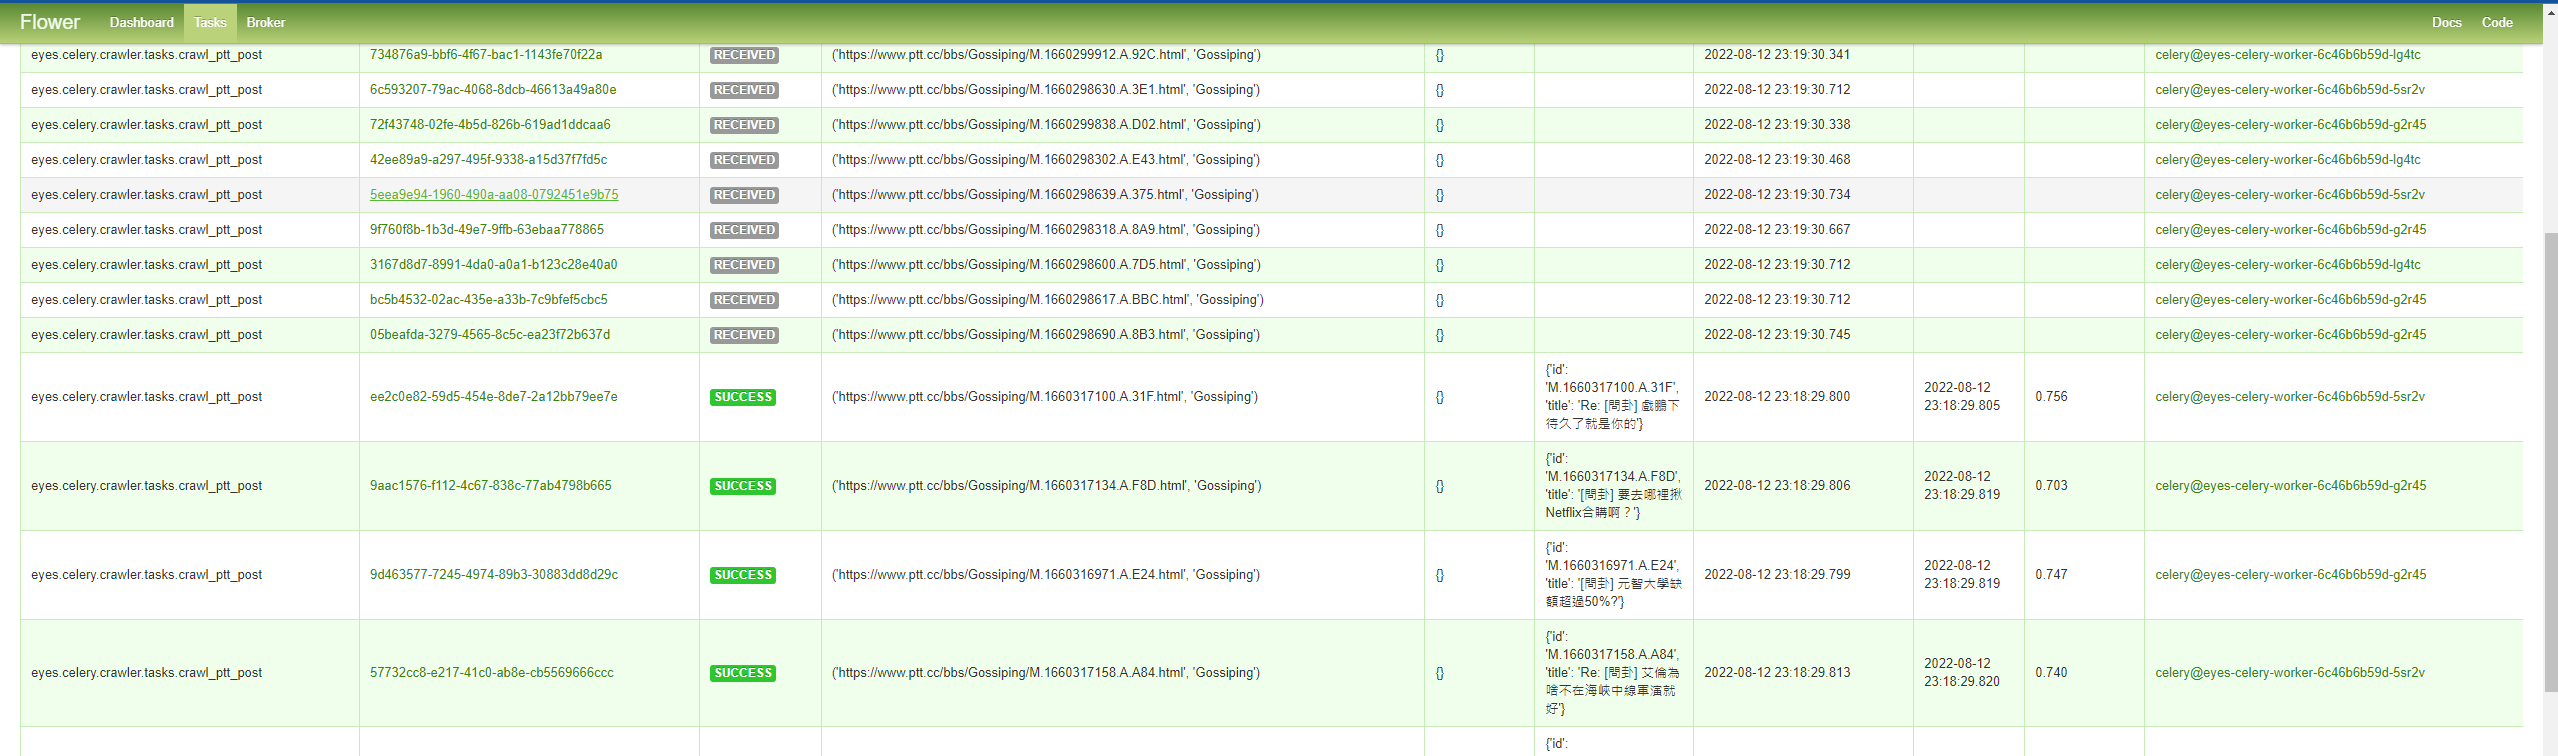 Flower Dashboard Tasks Broker Docs Code
eyes.celery.crawler.tasks.crawl_ptt_post 734876a9-bbf6-4f67-bac1-1143fe70f22a RECEIVED ('https://www.ptt.cc/bbs/Gossiping/M.1660299912.A.92C.html', 'Gossiping') {} 2022-08-12 23:19:30.341 celery@eyes-celery-worker-6c46b6b59d-lg4tc
eyes.celery.crawler.tasks.crawl_ptt_post 6c593207-79ac-4068-8dcb-46613a49a80e RECEIVED ('https://www.ptt.cc/bbs/Gossiping/M.1660298630.A.3E1.html', 'Gossiping') {} 2022-08-12 23:19:30.712 celery@eyes-celery-worker-6c46b6b59d-5sr2v
eyes.celery.crawler.tasks.crawl_ptt_post 72f43748-02fe-4b5d-826b-619ad1ddcaa6 RECEIVED ('https://www.ptt.cc/bbs/Gossiping/M.1660299838.A.D02.html', 'Gossiping') {} 2022-08-12 23:19:30.338 celery@eyes-celery-worker-6c46b6b59d-g2r45
eyes.celery.crawler.tasks.crawl_ptt_post 42ee89a9-a297-495f-9338-a15d37f7fd5c RECEIVED ('https://www.ptt.cc/bbs/Gossiping/M.1660298302.A.E43.html', 'Gossiping') {} 2022-08-12 23:19:30.468 celery@eyes-celery-worker-6c46b6b59d-lg4tc
eyes.celery.crawler.tasks.crawl_ptt_post 5eea9e94-1960-490a-aa08-0792451e9b75 RECEIVED ('https://www.ptt.cc/bbs/Gossiping/M.1660298639.A.375.html', 'Gossiping') {} 2022-08-12 23:19:30.734 celery@eyes-celery-worker-6c46b6b59d-5sr2v
eyes.celery.crawler.tasks.crawl_ptt_post 9f760f8b-1b3d-49e7-9ffb-63ebaa778865 RECEIVED ('https://www.ptt.cc/bbs/Gossiping/M.1660298318.A.8A9.html', 'Gossiping') {} 2022-08-12 23:19:30.667 celery@eyes-celery-worker-6c46b6b59d-g2r45
eyes.celery.crawler.tasks.crawl_ptt_post 3167d8d7-8991-4da0-a0a1-b123c28e40a0 RECEIVED ('https://www.ptt.cc/bbs/Gossiping/M.1660298600.A.7D5.html', 'Gossiping') {} 2022-08-12 23:19:30.712 celery@eyes-celery-worker-6c46b6b59d-lg4tc
eyes.celery.crawler.tasks.crawl_ptt_post bc5b4532-02ac-435e-a33b-7c9bfef5cbc5 RECEIVED ('https://www.ptt.cc/bbs/Gossiping/M.1660298617.A.BBC.html', 'Gossiping') {} 2022-08-12 23:19:30.712 celery@eyes-celery-worker-6c46b6b59d-g2r45
eyes.celery.crawler.tasks.crawl_ptt_post 05beafda-3279-4565-8c5c-ea23f72b637d RECEIVED ('https://www.ptt.cc/bbs/Gossiping/M.1660298690.A.8B3.html', 'Gossiping') {} 2022-08-12 23:19:30.745 celery@eyes-celery-worker-6c46b6b59d-g2r45
eyes.celery.crawler.tasks.crawl_ptt_post ee2c0e82-59d5-454e-8de7-2a12bb79ee7e SUCCESS ('https://www.ptt.cc/bbs/Gossiping/M.1660317100.A.31F.html', 'Gossiping') {}
{'id':
'M.1660317100.A.31F',
'title': 'Re: [問卦] 戲鵬下
待久了就是你的'}
2022-08-12 23:18:29.800
2022-08-12
23:18:29.805
0.756 celery@eyes-celery-worker-6c46b6b59d-5sr2v
eyes.celery.crawler.tasks.crawl_ptt_post 9aac1576-f112-4c67-838c-77ab4798b665 SUCCESS ('https://www.ptt.cc/bbs/Gossiping/M.1660317134.A.F8D.html', 'Gossiping') {}
{'id':
'M.1660317134.A.F8D',
'title': '[問卦] 要去哪裡揪
Netflix合購啊？'}
2022-08-12 23:18:29.806
2022-08-12
23:18:29.819
0.703 celery@eyes-celery-worker-6c46b6b59d-g2r45
eyes.celery.crawler.tasks.crawl_ptt_post 9d463577-7245-4974-89b3-30883dd8d29c SUCCESS ('https://www.ptt.cc/bbs/Gossiping/M.1660316971.A.E24.html', 'Gossiping') {}
{'id':
'M.1660316971.A.E24',
'title': '[問卦] 元智大學缺
額超過50%?'}
2022-08-12 23:18:29.799
2022-08-12
23:18:29.819
0.747 celery@eyes-celery-worker-6c46b6b59d-g2r45
eyes.celery.crawler.tasks.crawl_ptt_post 57732cc8-e217-41c0-ab8e-cb5569666ccc SUCCESS ('https://www.ptt.cc/bbs/Gossiping/M.1660317158.A.A84.html', 'Gossiping') {}
{'id':
'M.1660317158.A.A84',
'title': 'Re: [問卦] 艾倫為
啥不在海峽中線軍演就
好'}
2022-08-12 23:18:29.813
2022-08-12
23:18:29.820
0.740 celery@eyes-celery-worker-6c46b6b59d-5sr2v
{'id':